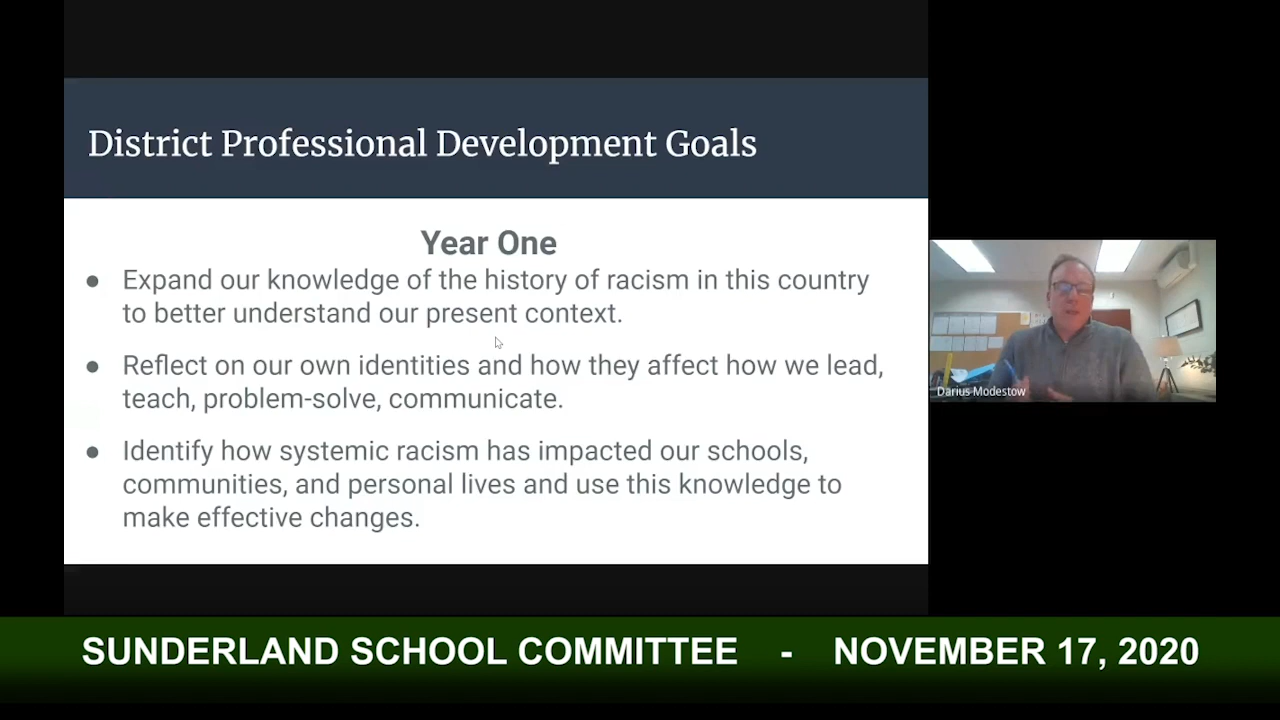 District Professional Development Goals
Year One
● Expand our knowledge of the history of racism in this country
to better understand our present context.
● Reflect on our own identities and how they affect how we lead,
teach, problem-solve, communicate.
● Identify how systemic racism has impacted our schools,
communities, and personal lives and use this knowledge to
make effective changes.
Darius Modestow
SUNDERLAND SCHOOL COMMITTEE - NOVEMBER 17, 2020